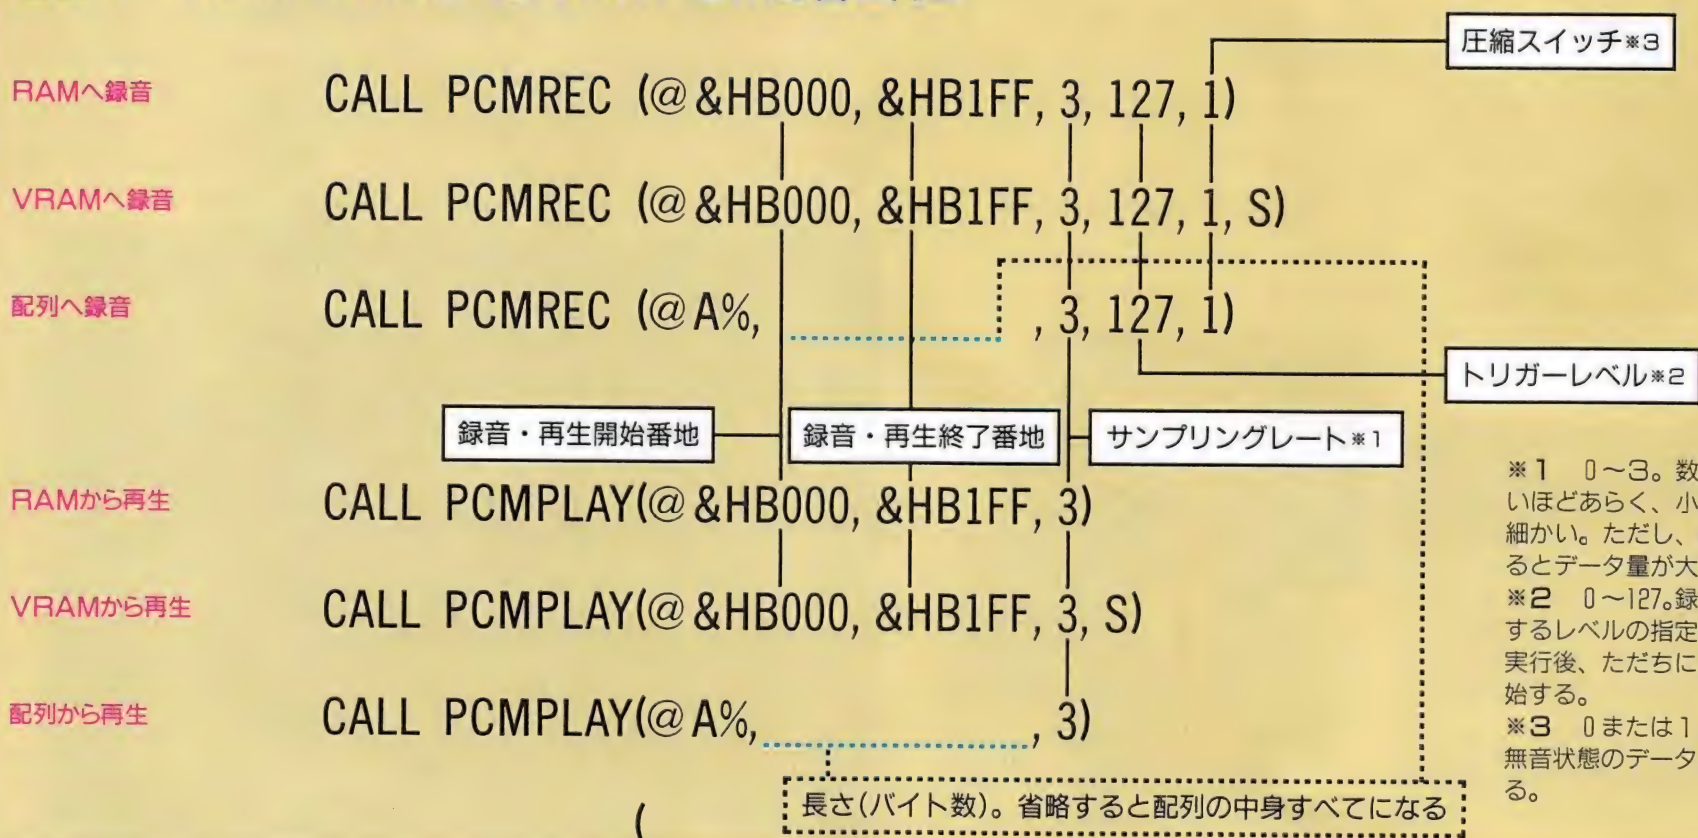 圧縮スイッチ※3
RAMへ録音 CALL PCMREC (@&HB000, &HB1FF, 3, 127, 1)
VRAMへ録音 CALL PCMREC (@&HB000, &HB1FF, 3, 127, 1, S)
配列へ録音 CALL PCMREC (@A%, , 3, 127, 1)
トリガーレベル※2
録音・再生開始番地 録音・再生終了番地 サンプリングレート※1
RAMから再生 CALL PCMPLAY(@&HB000, &HB1FF, 3)
VRAMから再生 CALL PCMPLAY(@&HB000, &HB1FF, 3, S)
配列から再生 CALL PCMPLAY(@A%, , 3)
長さ(バイト数)。省略すると配列の中身すべてになる
(
※1 0～3。数
いほどあらく、小
細かい。ただし、
るとデータ量が大
※2 0～127。録
するレベルの指定
実行後、ただちに
始する。
※3 0または1
無音状態のデータ
る。